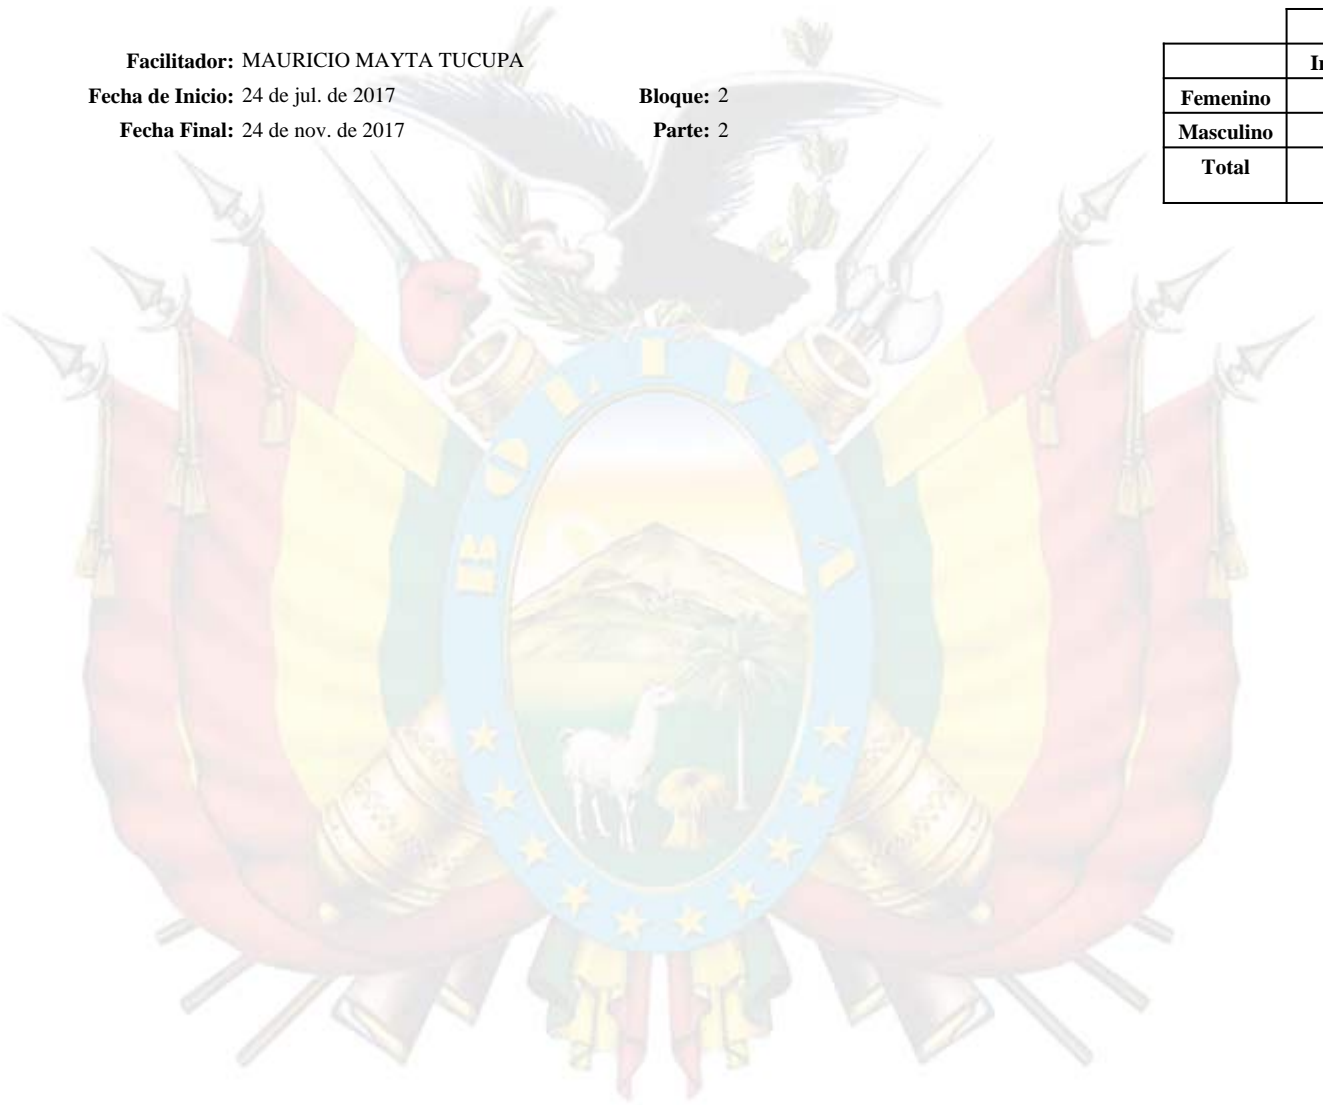 Facilitador: MAURICIO MAYTA TUCUPA
Fecha de Inicio: 24 de jul. de 2017 Bloque: 2
Fecha Final: 24 de nov. de 2017 Parte: 2
Femenino
Masculino
Total
BOLIVIA